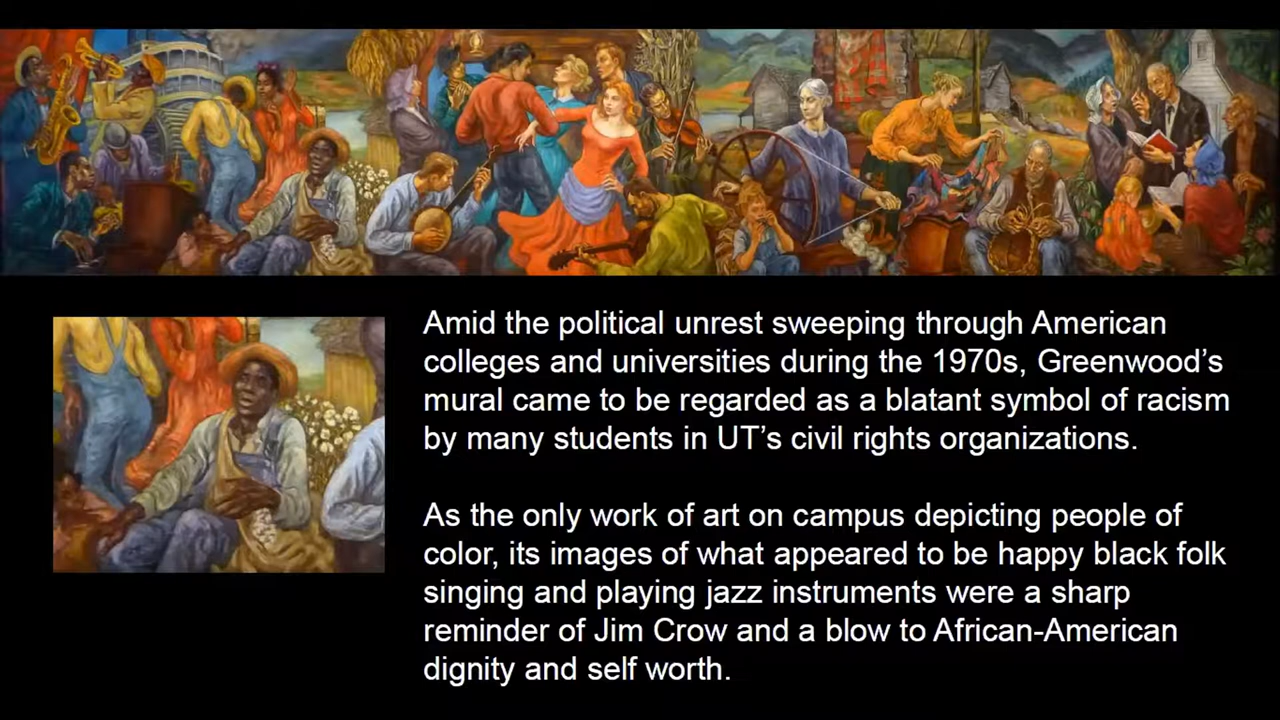 Amid the political unrest sweeping through American
colleges and universities during the 1970s, Greenwood’s
mural came to be regarded as a blatant symbol of racism
by many students in UT’s civil rights organizations.
As the only work of art on campus depicting people of
color, its images of what appeared to be happy black folk
singing and playing jazz instruments were a sharp
reminder of Jim Crow and a blow to African-American
dignity and self worth.